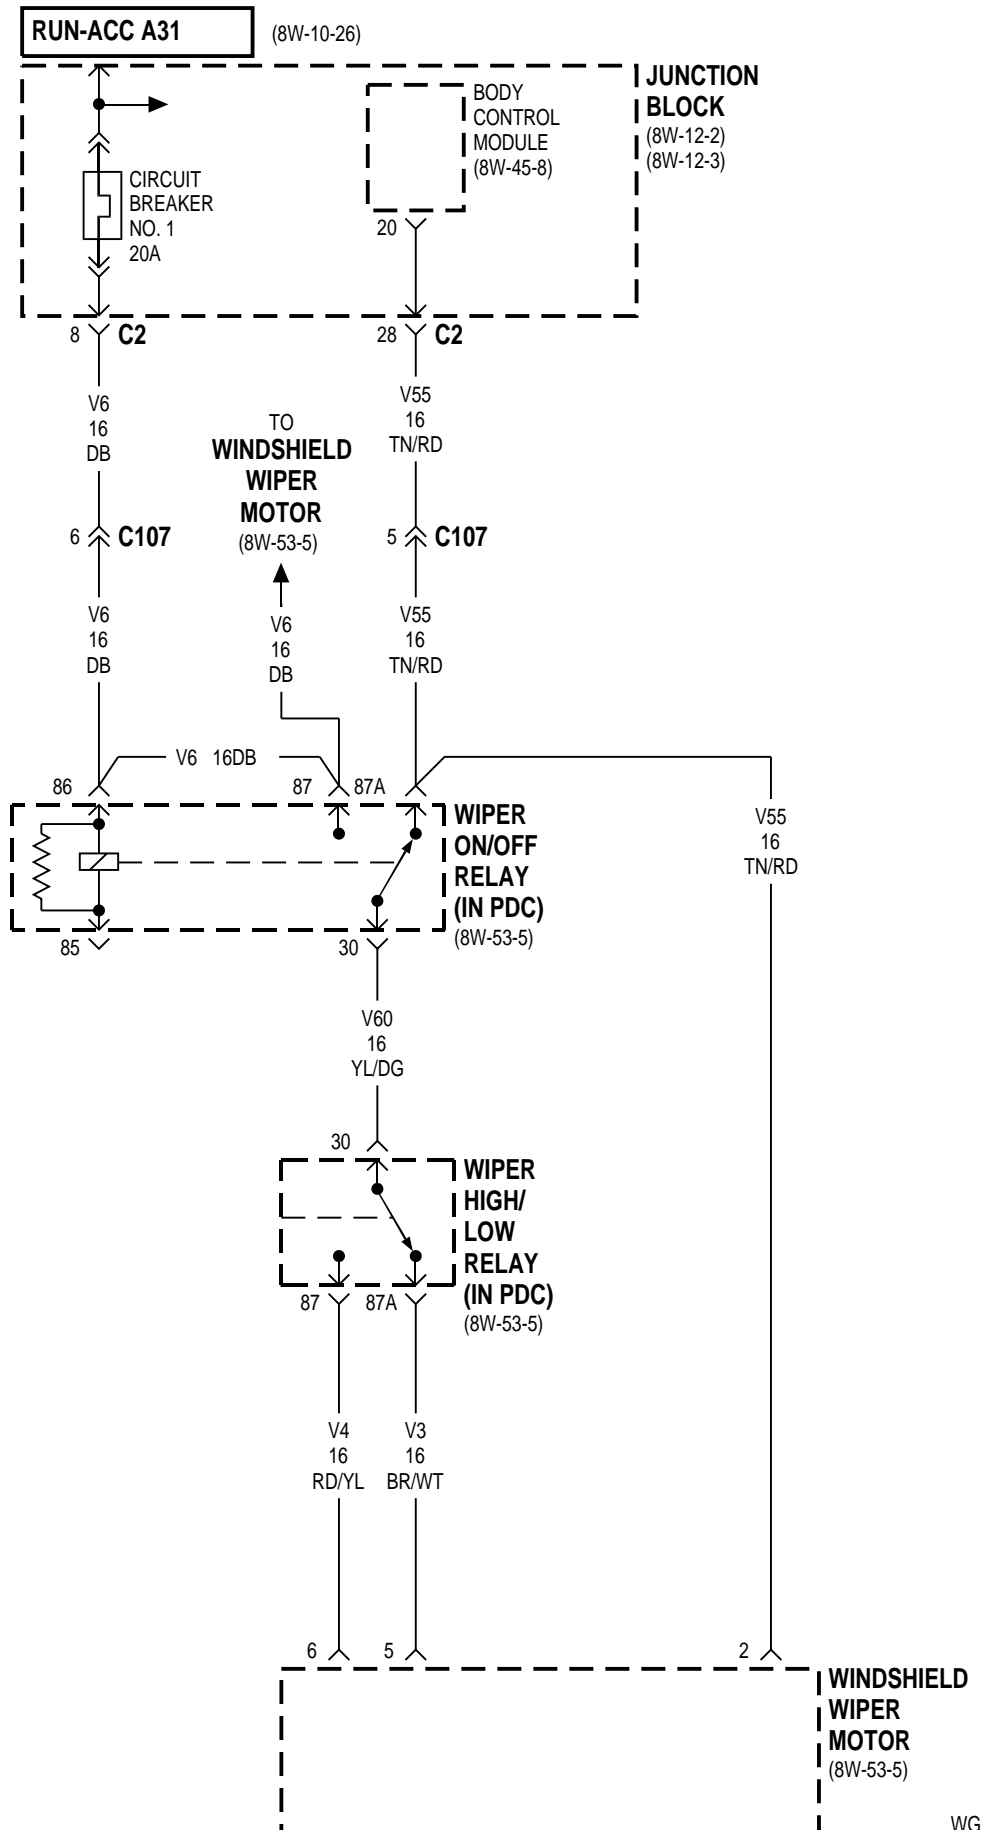 RUN-ACC A31
(8W-10-26)
JUNCTION
BLOCK
(8W-12-2)
(8W-12-3)
BODY
CONTROL
MODULE
(8W-45-8)
CIRCUIT
BREAKER
NO. 1
20A
20
8
C2
28
C2
V6
16
DB
V55
16
TN/RD
TO
WINDSHIELD
WIPER
MOTOR
(8W-53-5)
6
C107
5
C107
V6
16
DB
V6
16
DB
V55
16
TN/RD
V6 16DB
86
87
87A
WIPER
ON/OFF
RELAY
(IN PDC)
(8W-53-5)
V55
16
TN/RD
85
30
V60
16
YL/DG
30
WIPER
HIGH/
LOW
RELAY
(IN PDC)
(8W-53-5)
87
87A
V4
16
RD/YL
V3
16
BR/WT
6
5
2
WINDSHIELD
WIPER
MOTOR
(8W-53-5)
WG